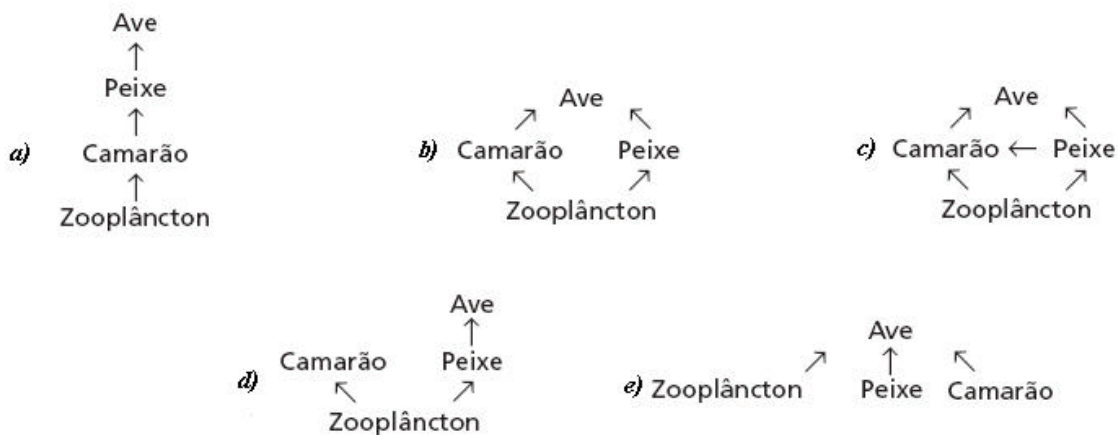 a)
Ave
Peixe
Camarão
Zooplâncton
b)
Ave
Camarão Peixe
Zooplâncton
c)
Ave
Camarão ← Peixe
Zooplâncton
d)
Ave
Camarão Peixe
Zooplâncton
e)
Ave
Zooplâncton Peixe Camarão